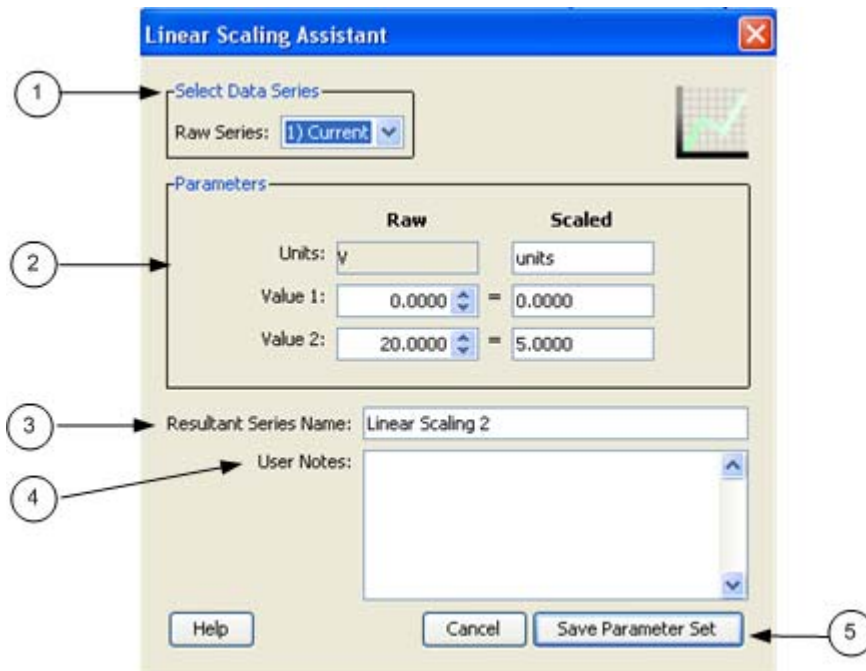 Linear Scaling Assistant
1
Select Data Series
Raw Series: 1) Current
Parameters
Raw Scaled
2
Units: V units
Value 1: 0.0000 = 0.0000
Value 2: 20.0000 = 5.0000
3
Resultant Series Name: Linear Scaling 2
User Notes:
4
Help Cancel Save Parameter Set
5